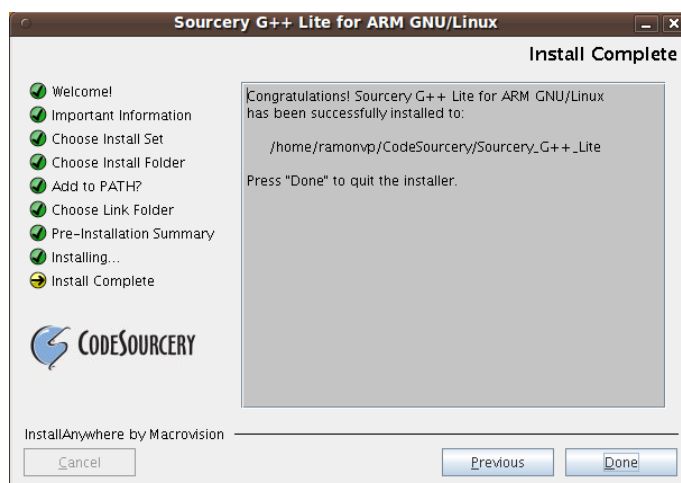 Sourcery G++ Lite for ARM GNU/Linux
Install Complete
Welcome!
Important Information
Choose Install Set
Choose Install Folder
Add to PATH?
Choose Link Folder
Pre-Installation Summary
Installing...
Install Complete
CODESOURCERY
Congratulations! Sourcery G++ Lite for ARM GNU/Linux
has been successfully installed to:
/home/ramonvp/CodeSourcery/Sourcery_G++_Lite
Press "Done" to quit the installer.
InstallAnywhere by Macrovision
Cancel
Previous
Done